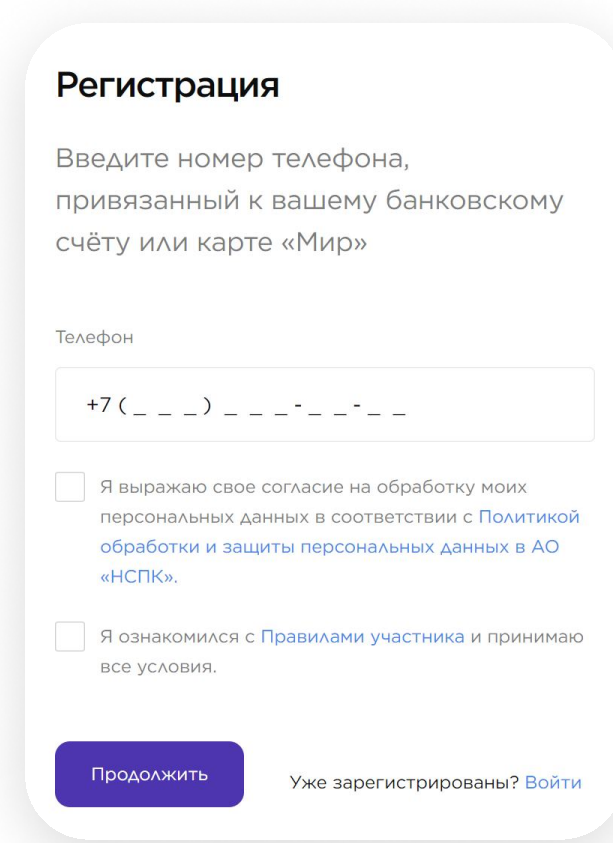 Регистрация
Введите номер телефона,
привязанный к вашему банковскому
счёту или карте «Мир»
Телефон
+7 ( _ _ _ ) _ _ _ - _ _ - _ _
Я выражаю свое согласие на обработку моих
персональных данных в соответствии с Политикой
обработки и защиты персональных данных в АО
«НСПК».
Я ознакомился с Правилами участника и принимаю
все условия.
Продолжить
Уже зарегистрированы? Войти